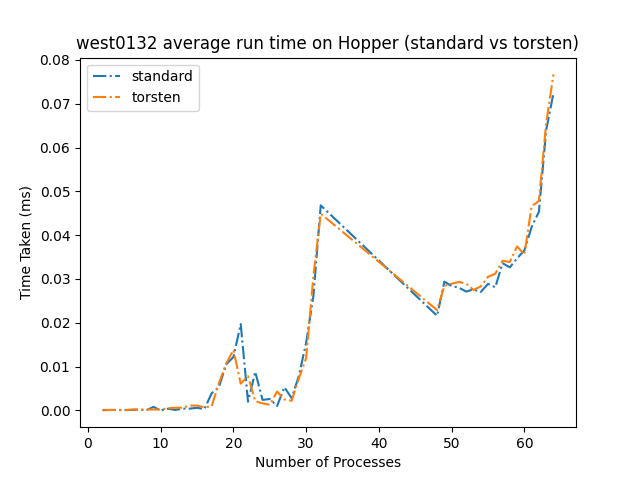 west0132 average run time on Hopper (standard vs torsten)
standard
torsten
Time Taken (ms)
0.08
0.07
0.06
0.05
0.04
0.03
0.02
0.01
0.00
0 10 20 30 40 50 60
Number of Processes